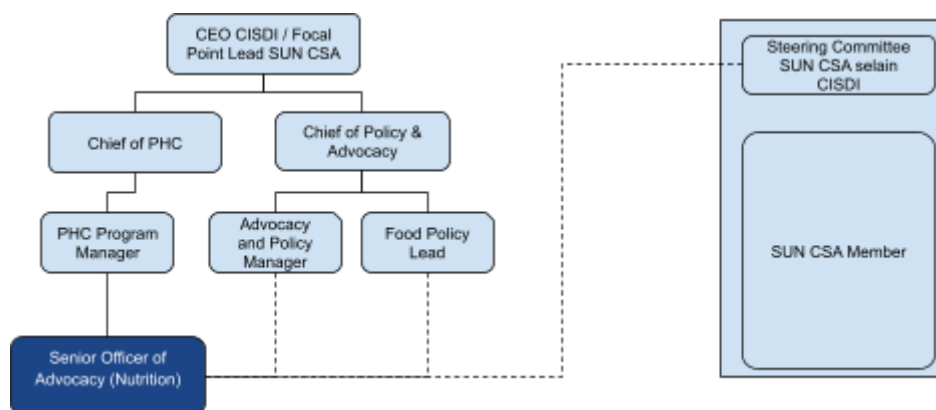 CEO CISDI / Focal
Point Lead SUN CSA
Steering Committee
SUN CSA selain
CISDI
Chief of PHC
Chief of Policy &
Advocacy
PHC Program
Manager
Advocacy
and Policy
Manager
Food Policy
Lead
SUN CSA Member
Senior Officer of
Advocacy (Nutrition)